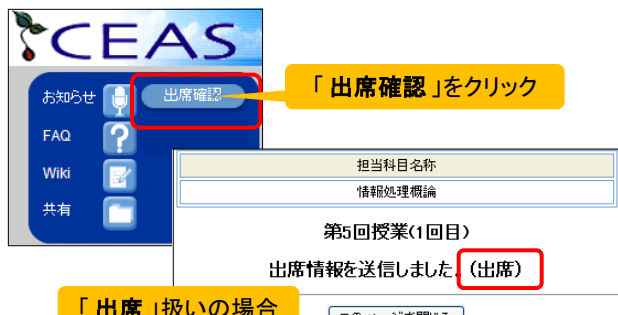 CEAS
お知らせ
出席確認
「 出席確認 」をクリック
FAQ
Wiki
共有
担当科目名称
情報処理概論
第5回授業(1回目)
出席情報を送信しました。(出席)
「 出席 」扱いの場合